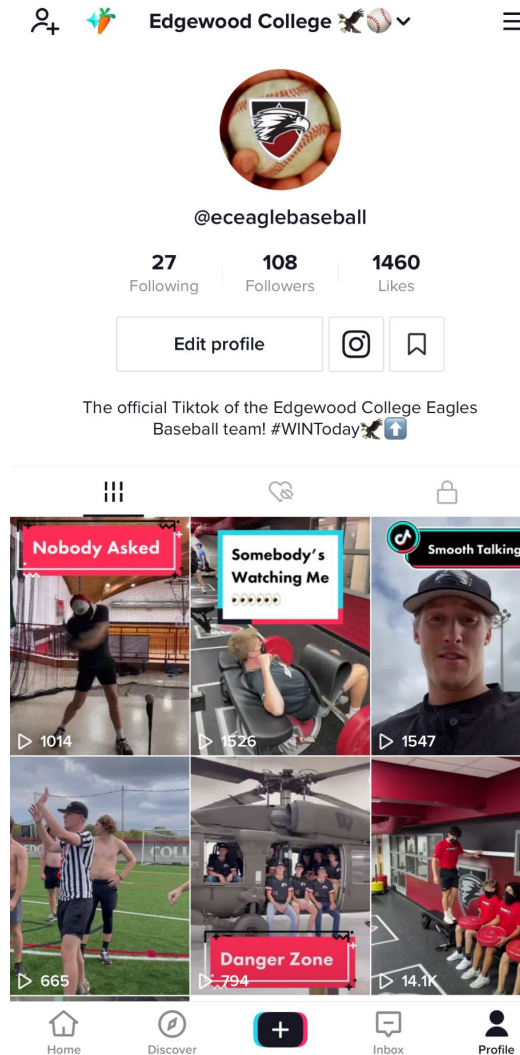 Edgewood College 🦅⚾
@eceaglebaseball
27 108 1460
Following Followers Likes
Edit profile
The official Tiktok of the Edgewood College Eagles
Baseball team! #WINToday🦅⬆️
Nobody Asked
Somebody's
Watching Me
👀👀👀
Smooth Talking
1014
1526
1547
COLL
Danger Zone
665
794
14.1K
Home Discover Inbox Profile